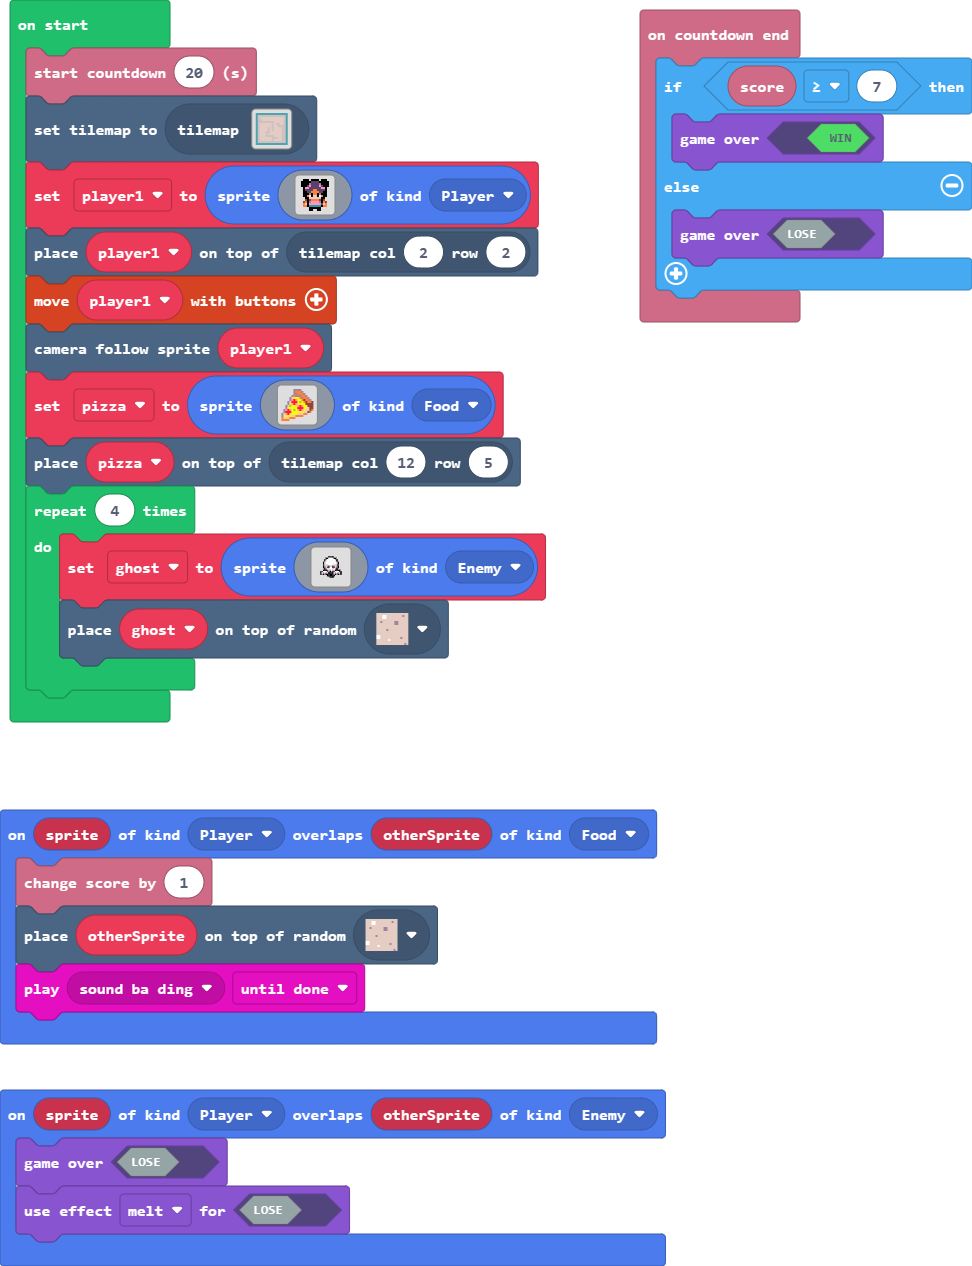 on start
start countdown 20 (s)
set tilemap to tilemap
set player1 to sprite of kind Player
place player1 on top of tilemap col 2 row 2
move player1 with buttons
camera follow sprite player1
set pizza to sprite of kind Food
place pizza on top of tilemap col 12 row 5
repeat 4 times
do
set ghost to sprite of kind Enemy
place ghost on top of random
on countdown end
if score ≥ 7 then
game over WIN
else
game over LOSE
on sprite of kind Player overlaps otherSprite of kind Food
change score by 1
place otherSprite on top of random
play sound ba ding until done
on sprite of kind Player overlaps otherSprite of kind Enemy
game over LOSE
use effect melt for LOSE